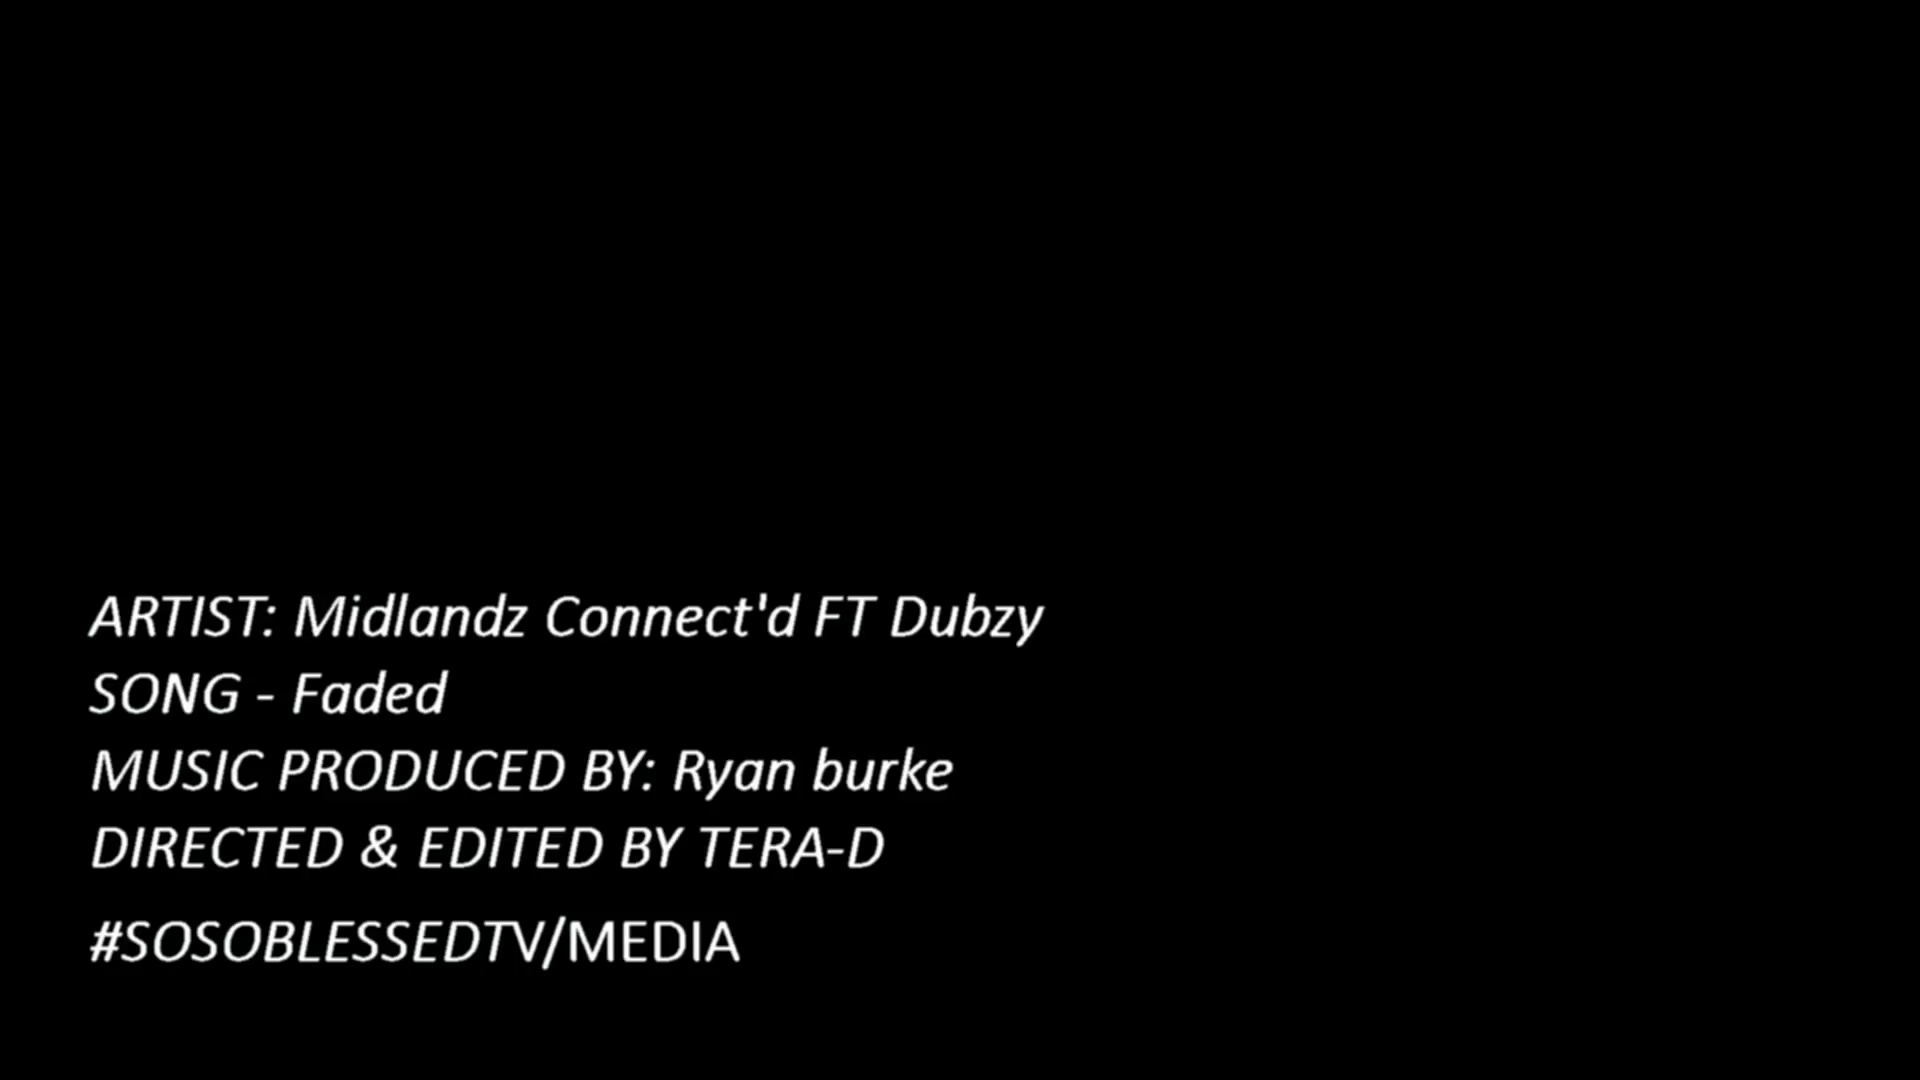 ARTIST: Midlandz Connect'd FT Dubzy
SONG - Faded
MUSIC PRODUCED BY: Ryan burke
DIRECTED & EDITED BY TERA-D
#SOSOBLESSEDTV/MEDIA